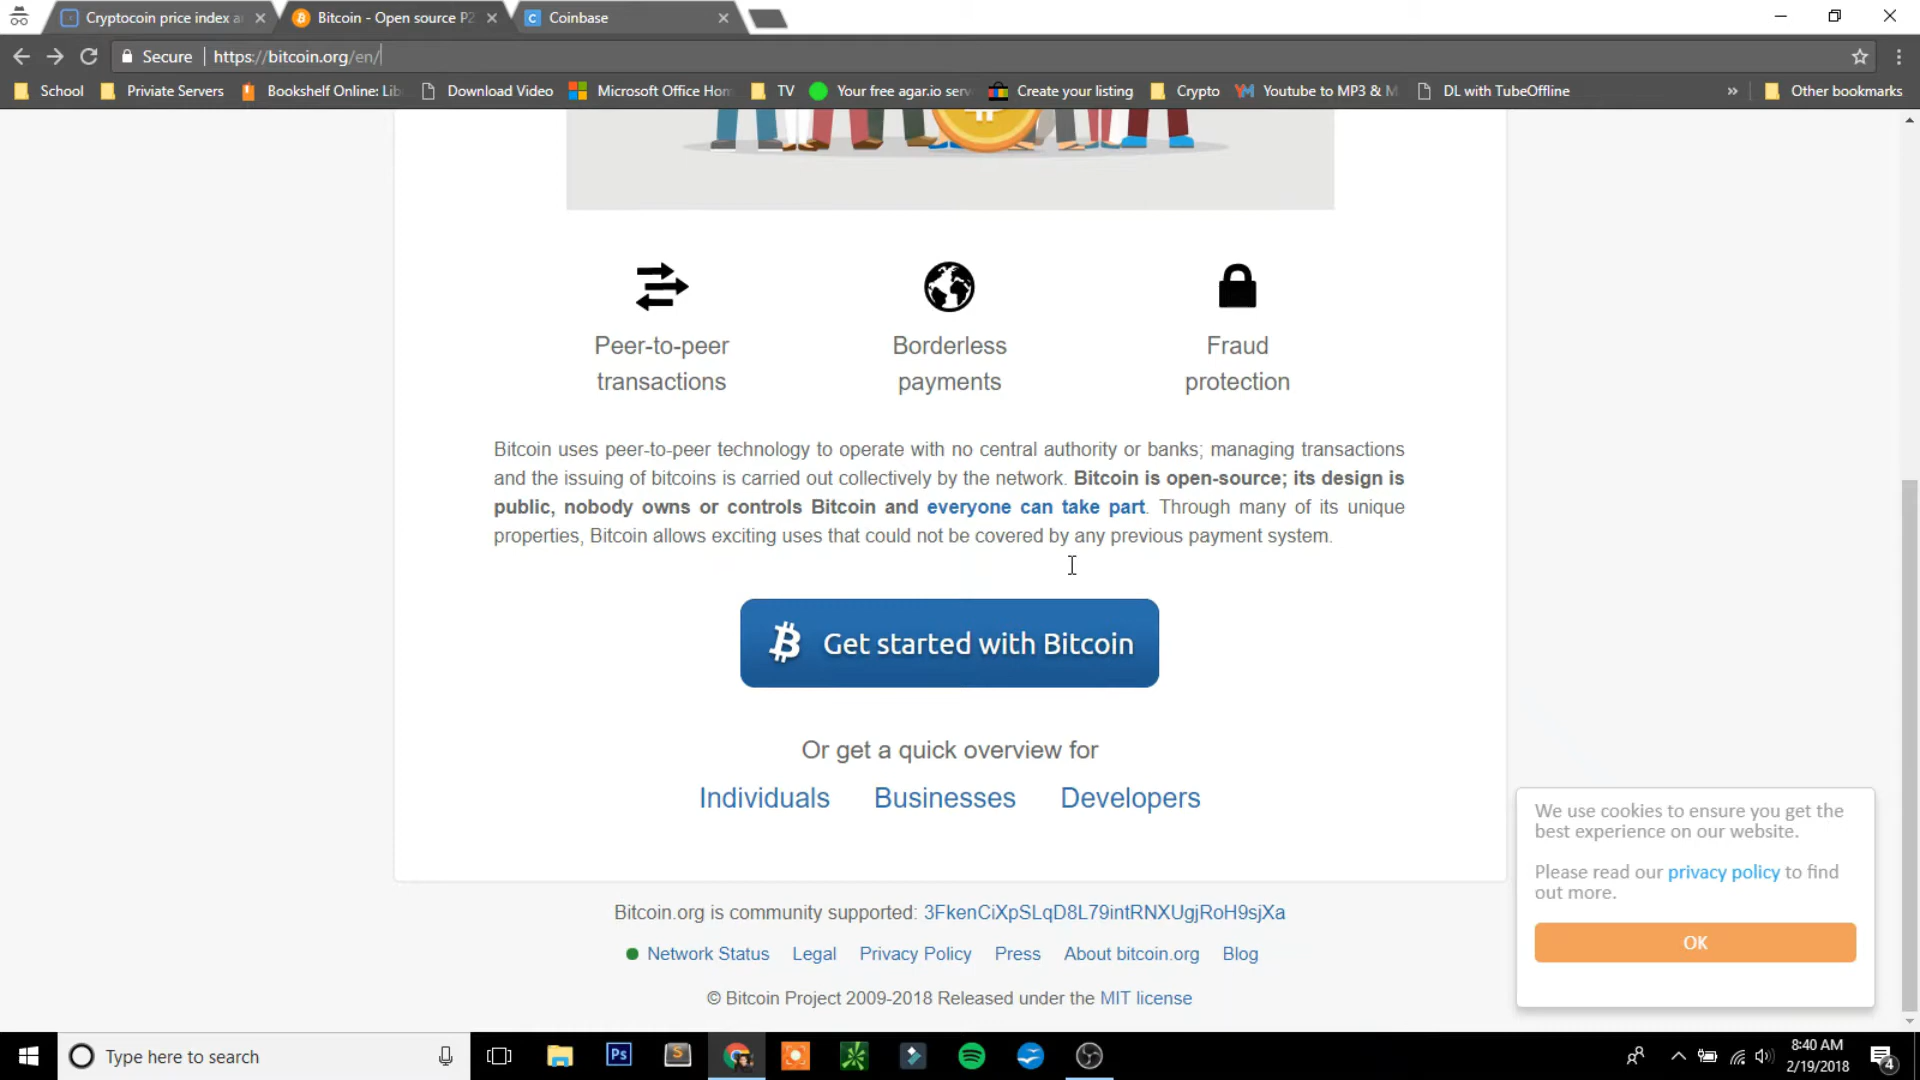 Cryptocoin price index a
Bitcoin - Open source P2
Coinbase
Secure
https://bitcoin.org/en/
School
Priviate Servers
Bookshelf Online: Lib
Download Video
Microsoft Office Hom
TV
Your free agar.io serv
Create your listing
Crypto
Youtube to MP3 & M
DL with TubeOffline
»
Other bookmarks
Peer-to-peer
transactions
Borderless
payments
Fraud
protection
Bitcoin uses peer-to-peer technology to operate with no central authority or banks; managing transactions
and the issuing of bitcoins is carried out collectively by the network. Bitcoin is open-source; its design is
public, nobody owns or controls Bitcoin and everyone can take part. Through many of its unique
properties, Bitcoin allows exciting uses that could not be covered by any previous payment system.
Get started with Bitcoin
Or get a quick overview for
Individuals Businesses Developers
We use cookies to ensure you get the
best experience on our website.
Please read our privacy policy to find
out more.
OK
Bitcoin.org is community supported: 3FkenCiXpSLqD8L79intRNXUgjRoH9sjXa
Network Status Legal Privacy Policy Press About bitcoin.org Blog
© Bitcoin Project 2009-2018 Released under the MIT license
Type here to search
Ps
S
8:40 AM
2/19/2018
4